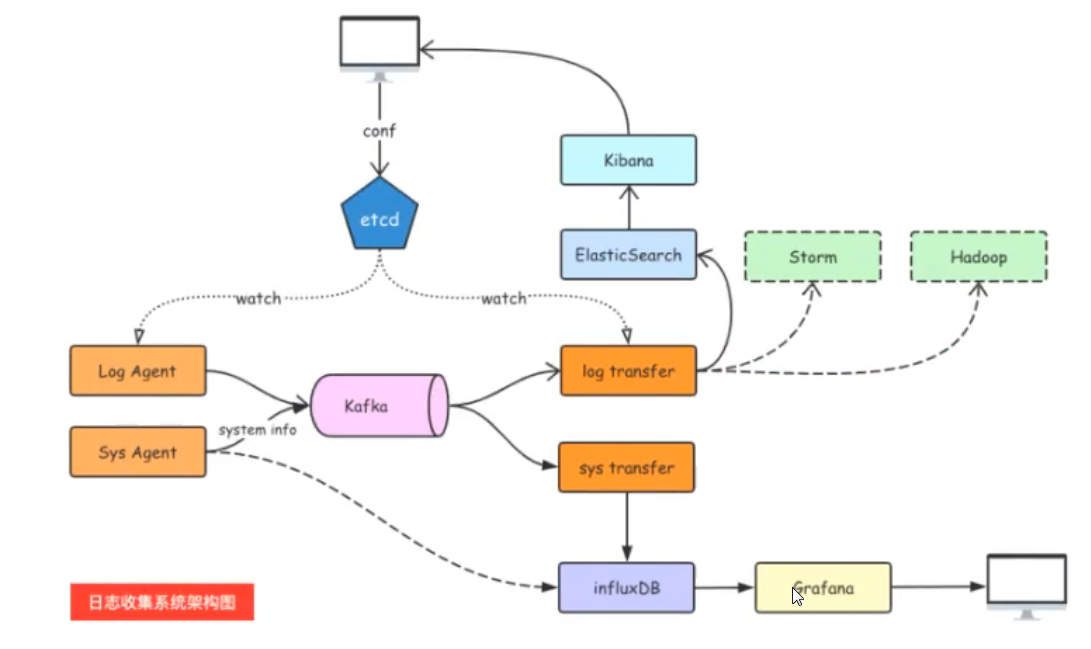 conf
Kibana
etcd
ElasticSearch
Storm
Hadoop
watch
watch
Log Agent
log transfer
Kafka
system info
Sys Agent
sys transfer
influxDB
Grafana
日志收集系统架构图